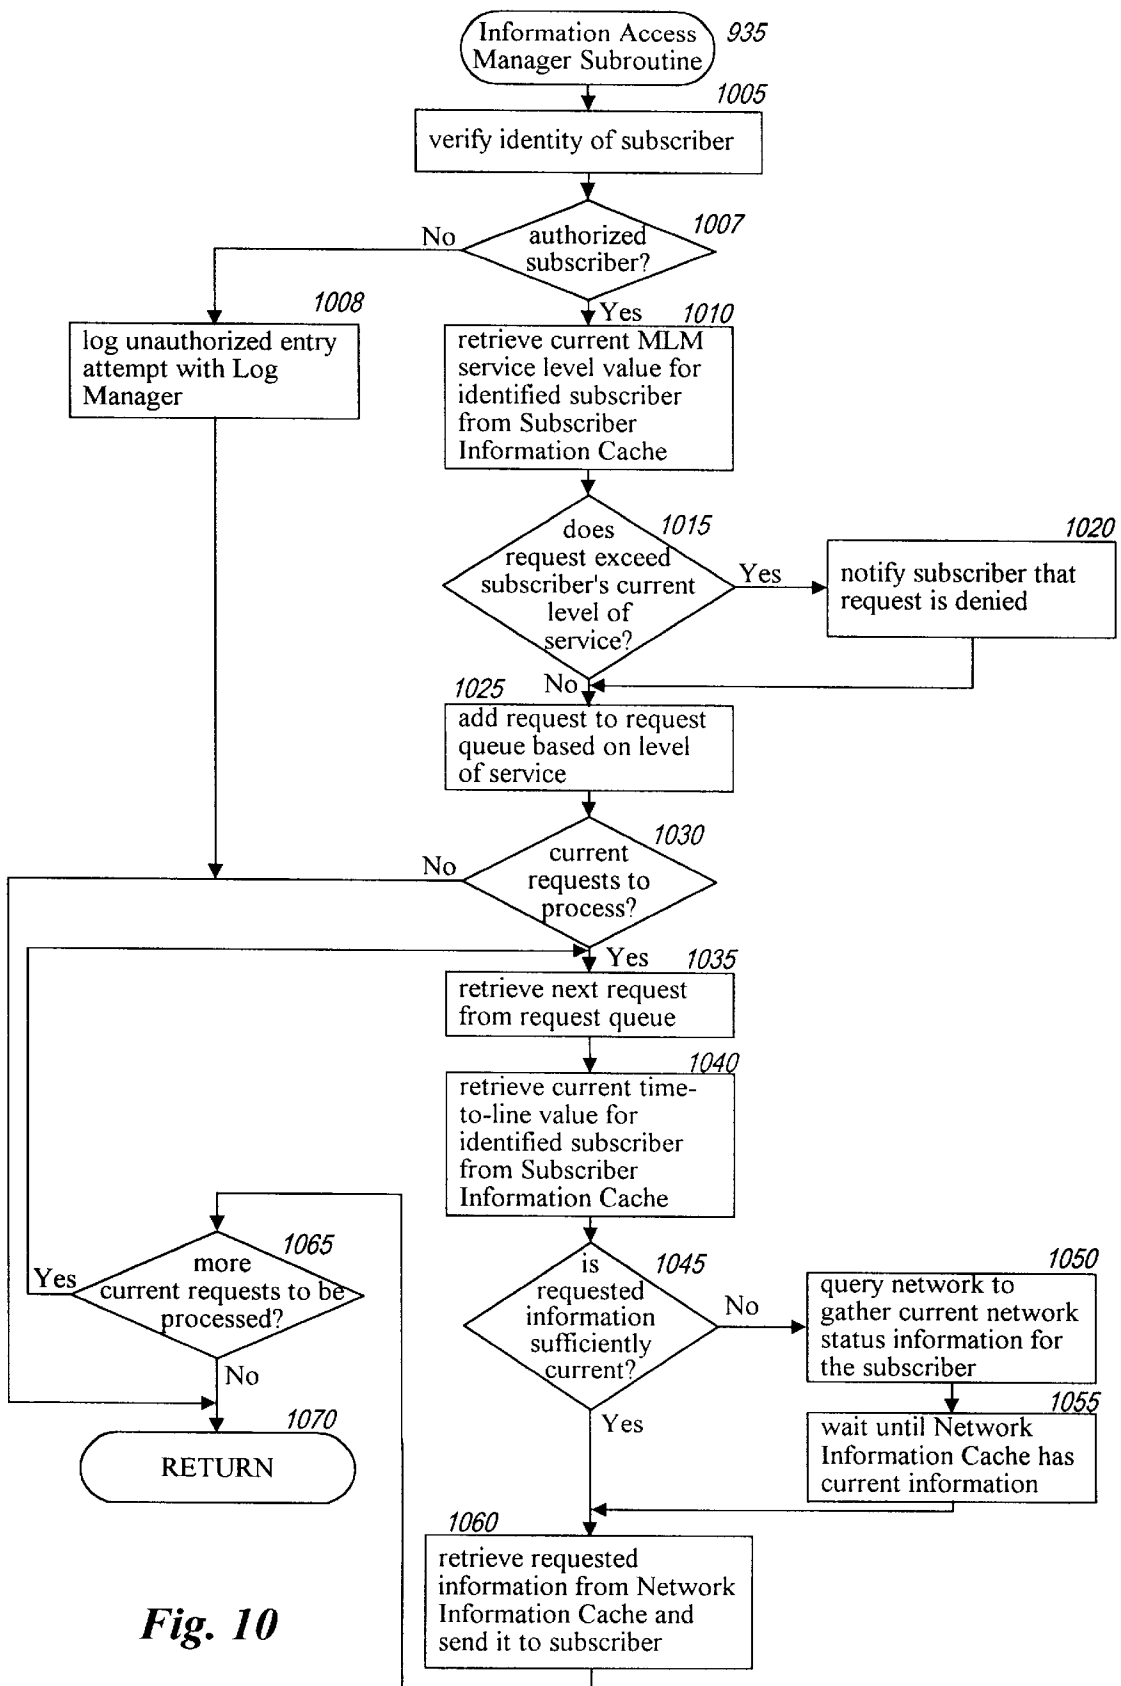 Information Access
Manager Subroutine
935
1005
verify identity of subscriber
1007
authorized
subscriber?
No
Yes
1008
log unauthorized entry
attempt with Log
Manager
1010
retrieve current MLM
service level value for
identified subscriber
from Subscriber
Information Cache
1015
does
request exceed
subscriber's current
level of
service?
Yes
No
1020
notify subscriber that
request is denied
1025
add request to request
queue based on level
of service
1030
current
requests to
process?
No
Yes
1035
retrieve next request
from request queue
1040
retrieve current time-
to-line value for
identified subscriber
from Subscriber
Information Cache
1045
is
requested
information
sufficiently
current?
No
Yes
1050
query network to
gather current network
status information for
the subscriber
1055
wait until Network
Information Cache has
current information
1060
retrieve requested
information from Network
Information Cache and
send it to subscriber
1065
more
current requests to be
processed?
Yes
No
1070
RETURN
Fig. 10